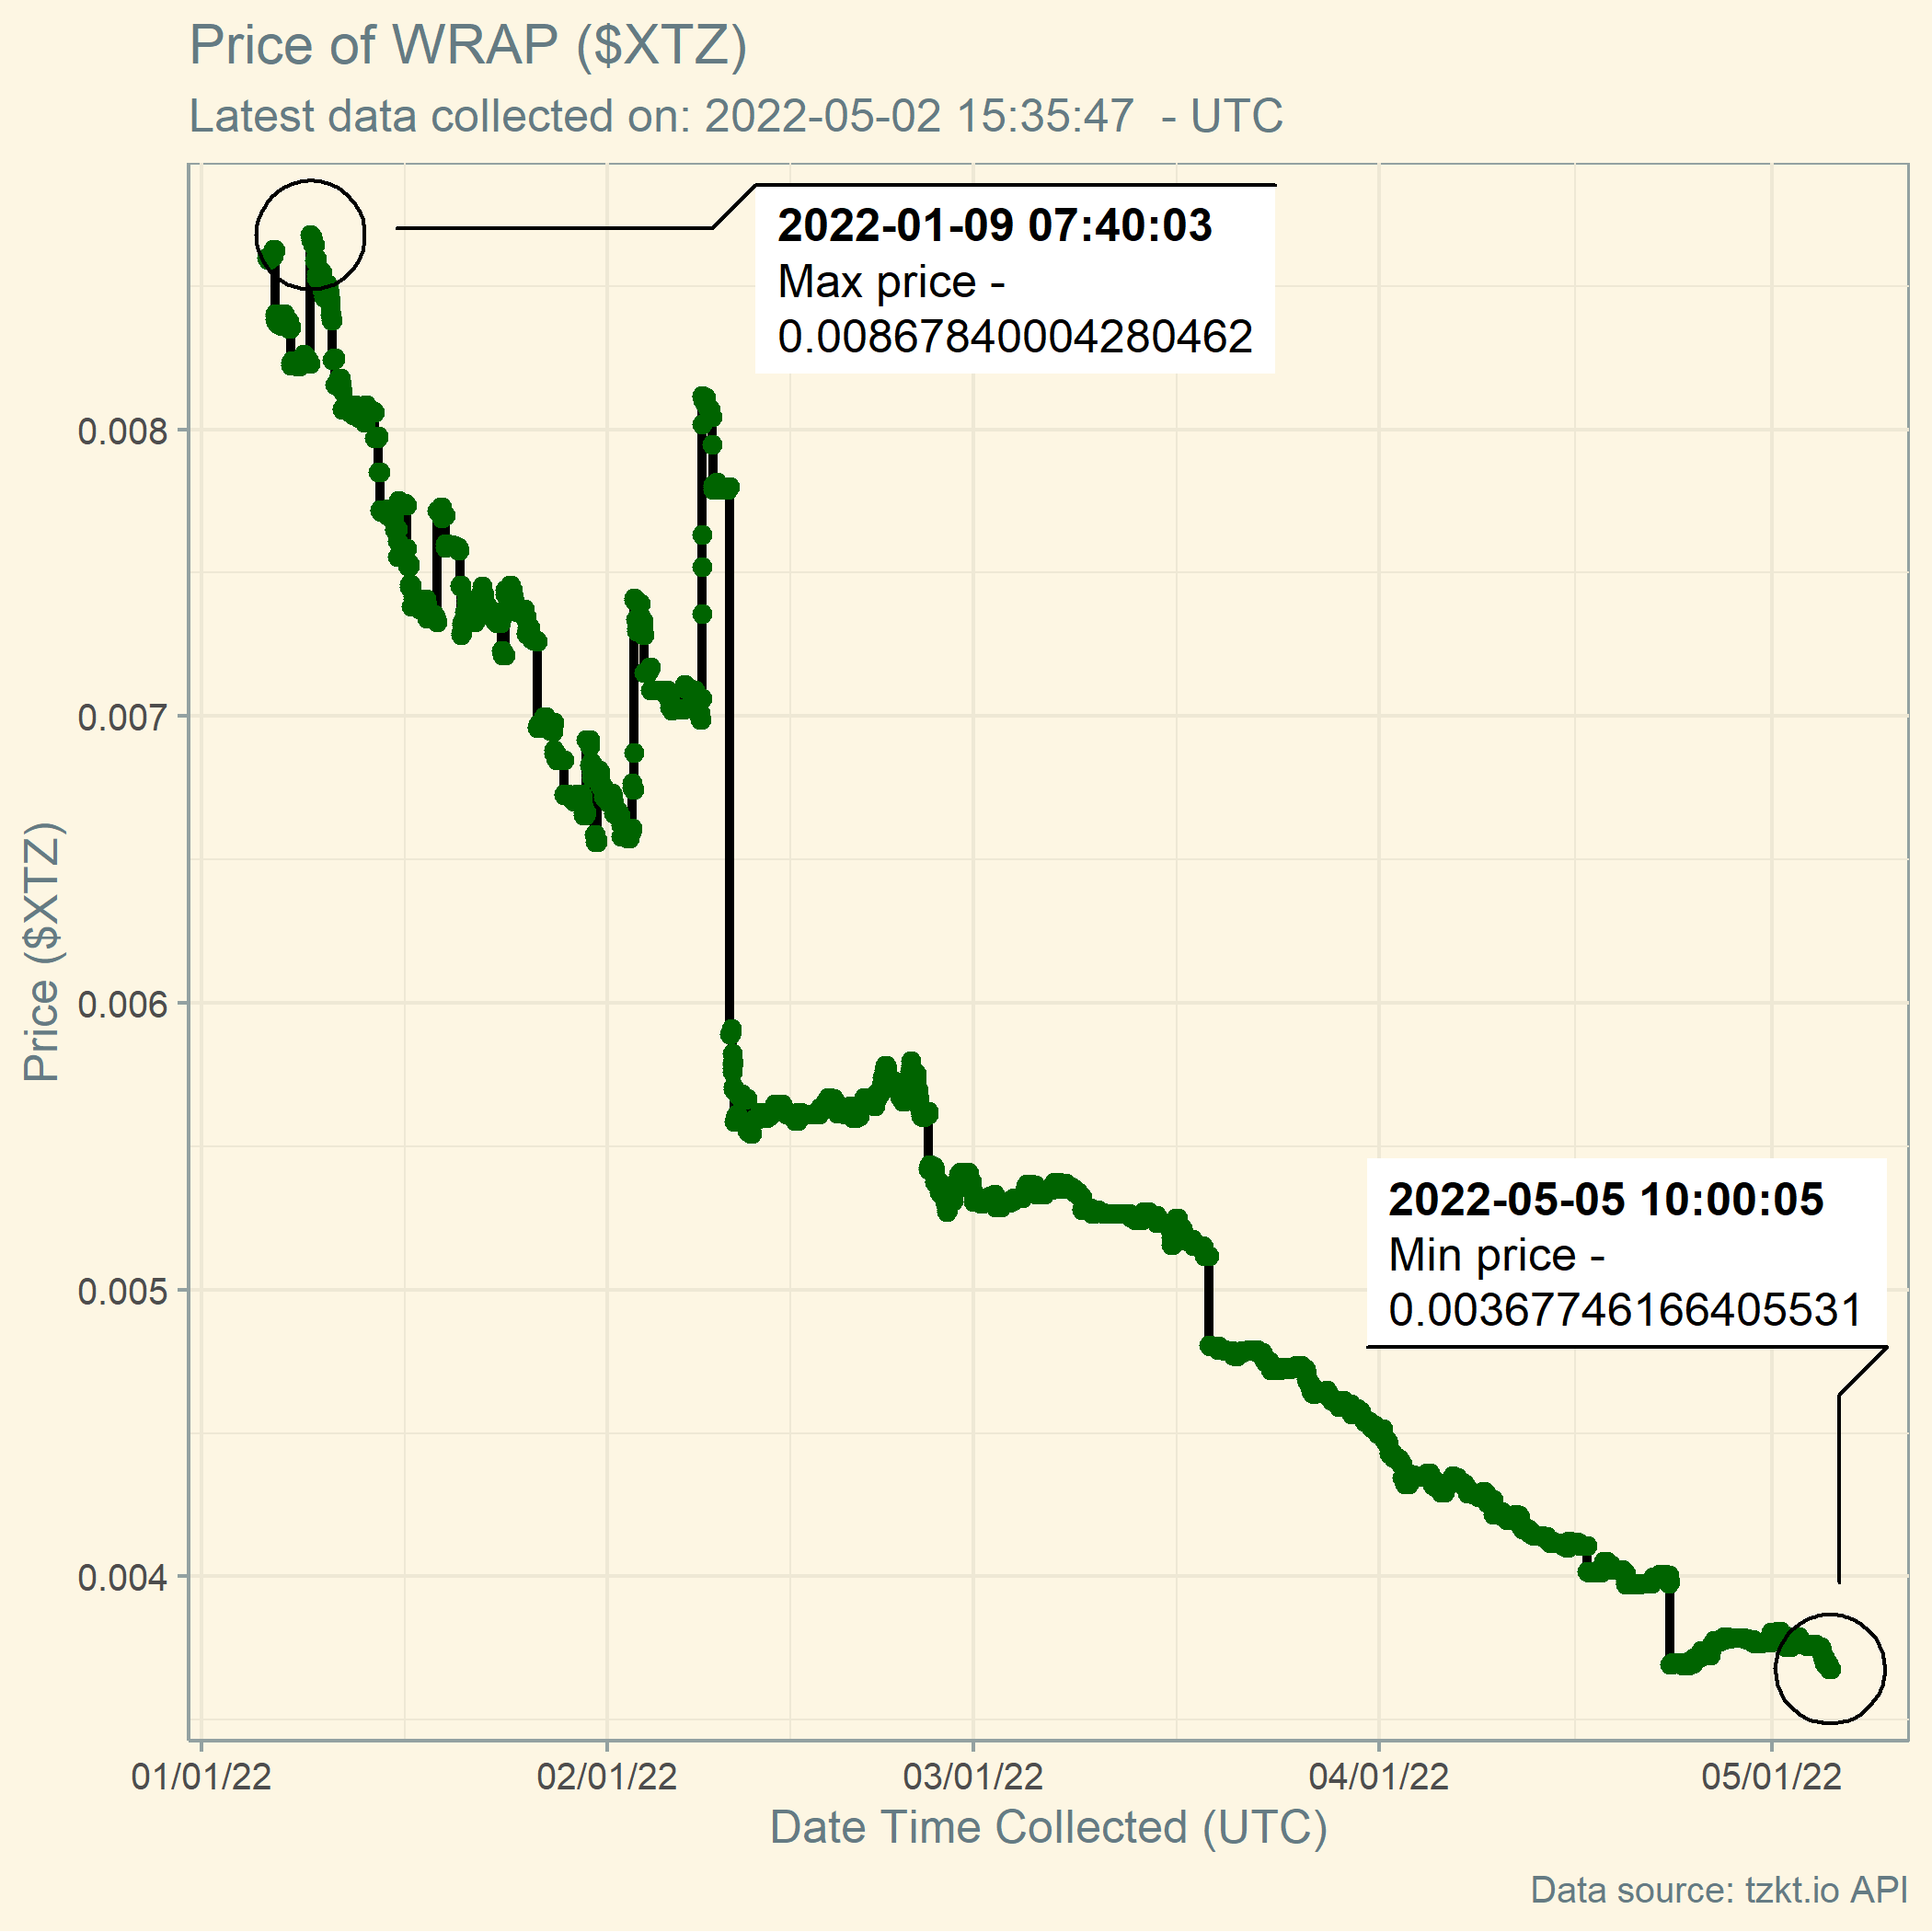 Price of WRAP ($XTZ)
Latest data collected on: 2022-05-02 15:35:47  - UTC
2022-01-09 07:40:03
Max price -
0.00867840004280462
0.008
0.007
0.006
0.005
0.004
Price ($XTZ)
2022-05-05 10:00:05
Min price -
0.00367746166405531
01/01/22
02/01/22
03/01/22
04/01/22
05/01/22
Date Time Collected (UTC)
Data source: tzkt.io API